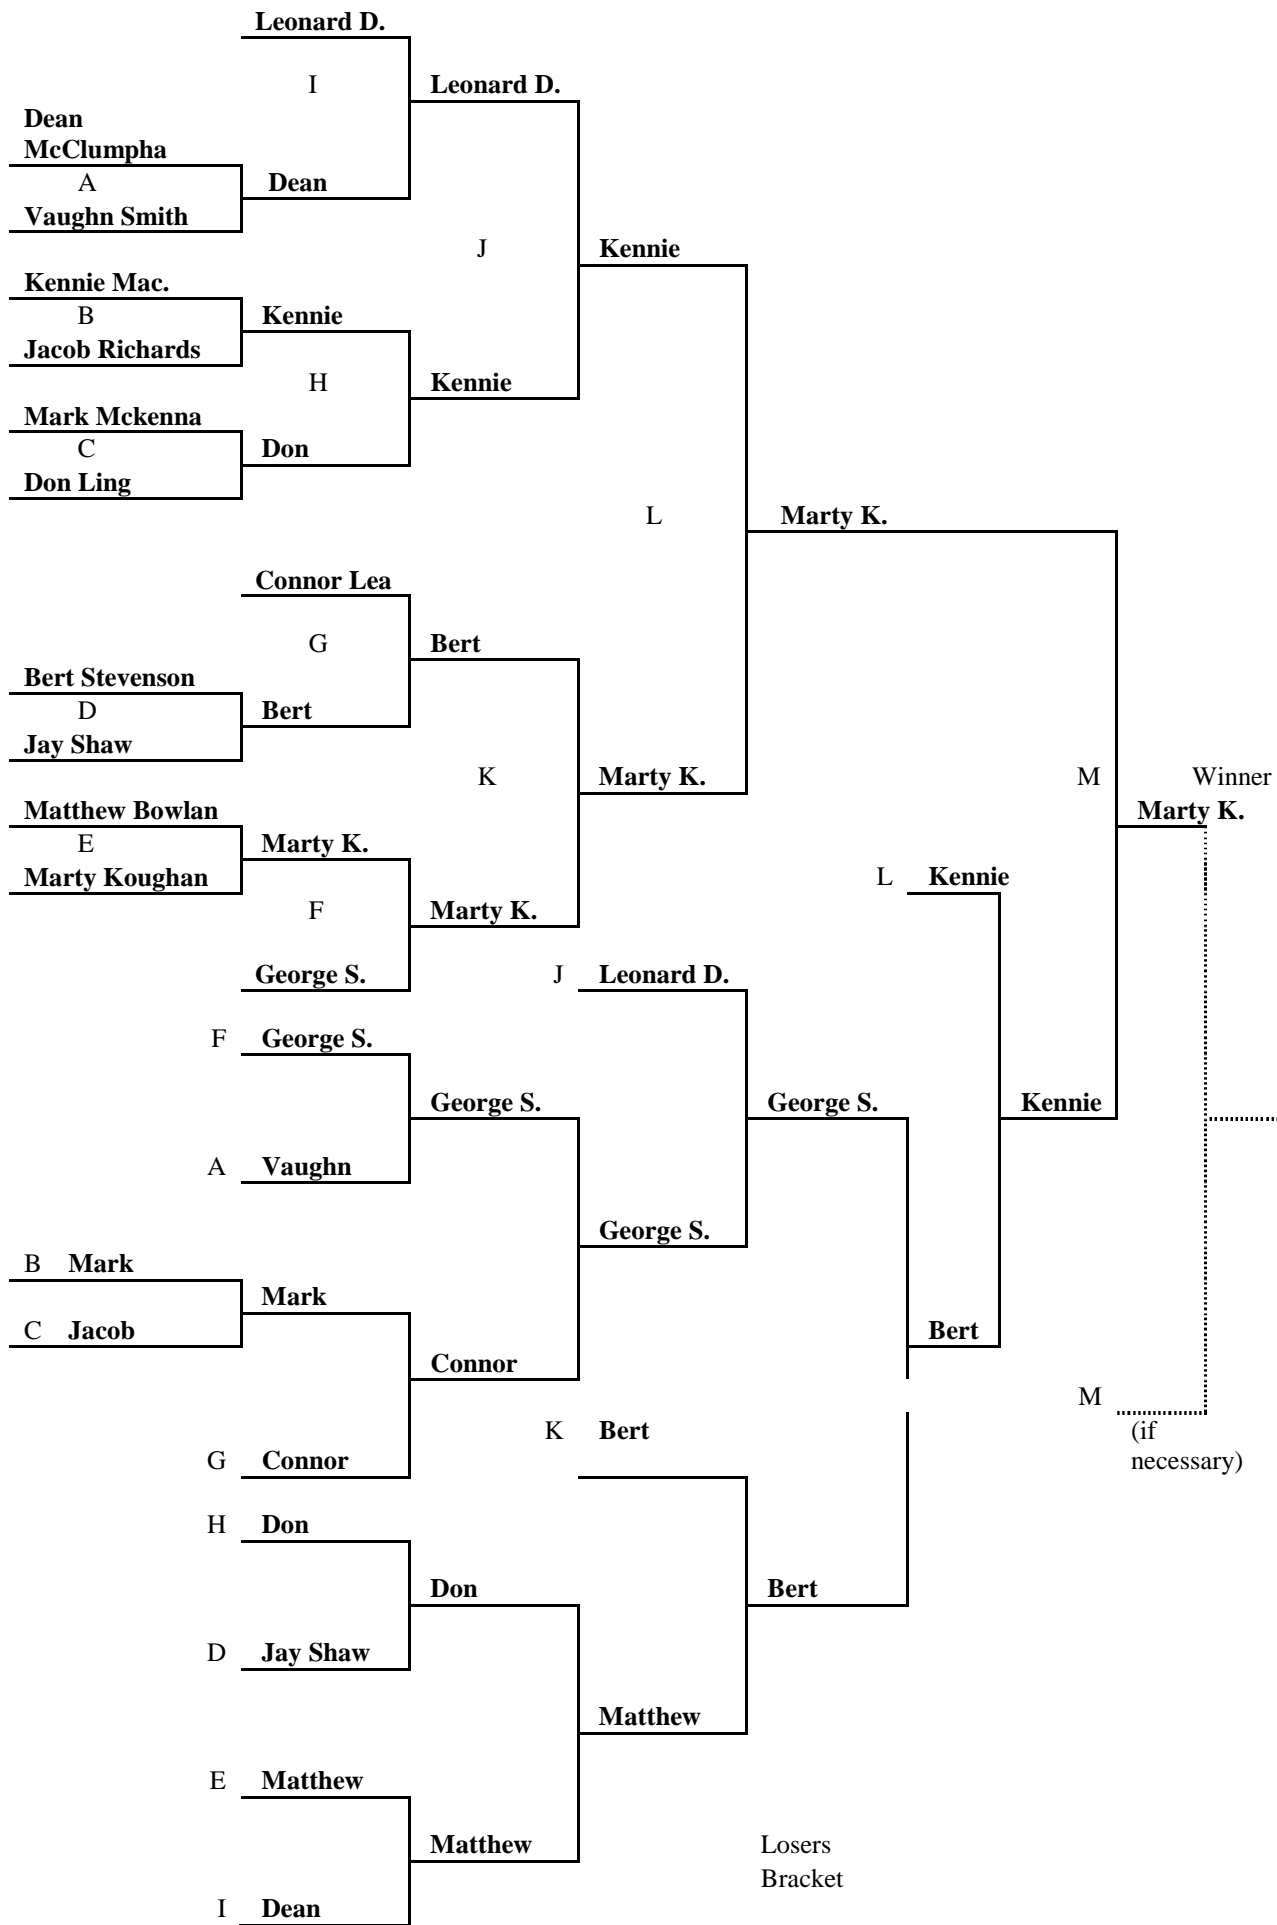 Leonard D.
I
Leonard D.
Dean
McClumpha
A
Dean
Vaughn Smith
J
Kennie
Kennie Mac.
B
Kennie
Jacob Richards
H
Kennie
Mark Mckenna
C
Don
Don Ling
L
Marty K.
Connor Lea
G
Bert
Bert Stevenson
D
Bert
Jay Shaw
K
Marty K.
M
Winner
Matthew Bowlan
Marty K.
E
Marty K.
Marty Koughan
L
Kennie
F
Marty K.
George S.
J
Leonard D.
F
George S.
George S.
George S.
Kennie
A
Vaughn
George S.
B
Mark
Mark
C
Jacob
Bert
Connor
M
(if
necessary)
K
Bert
G
Connor
H
Don
Don
Bert
D
Jay Shaw
Matthew
E
Matthew
Matthew
Losers
Bracket
I
Dean